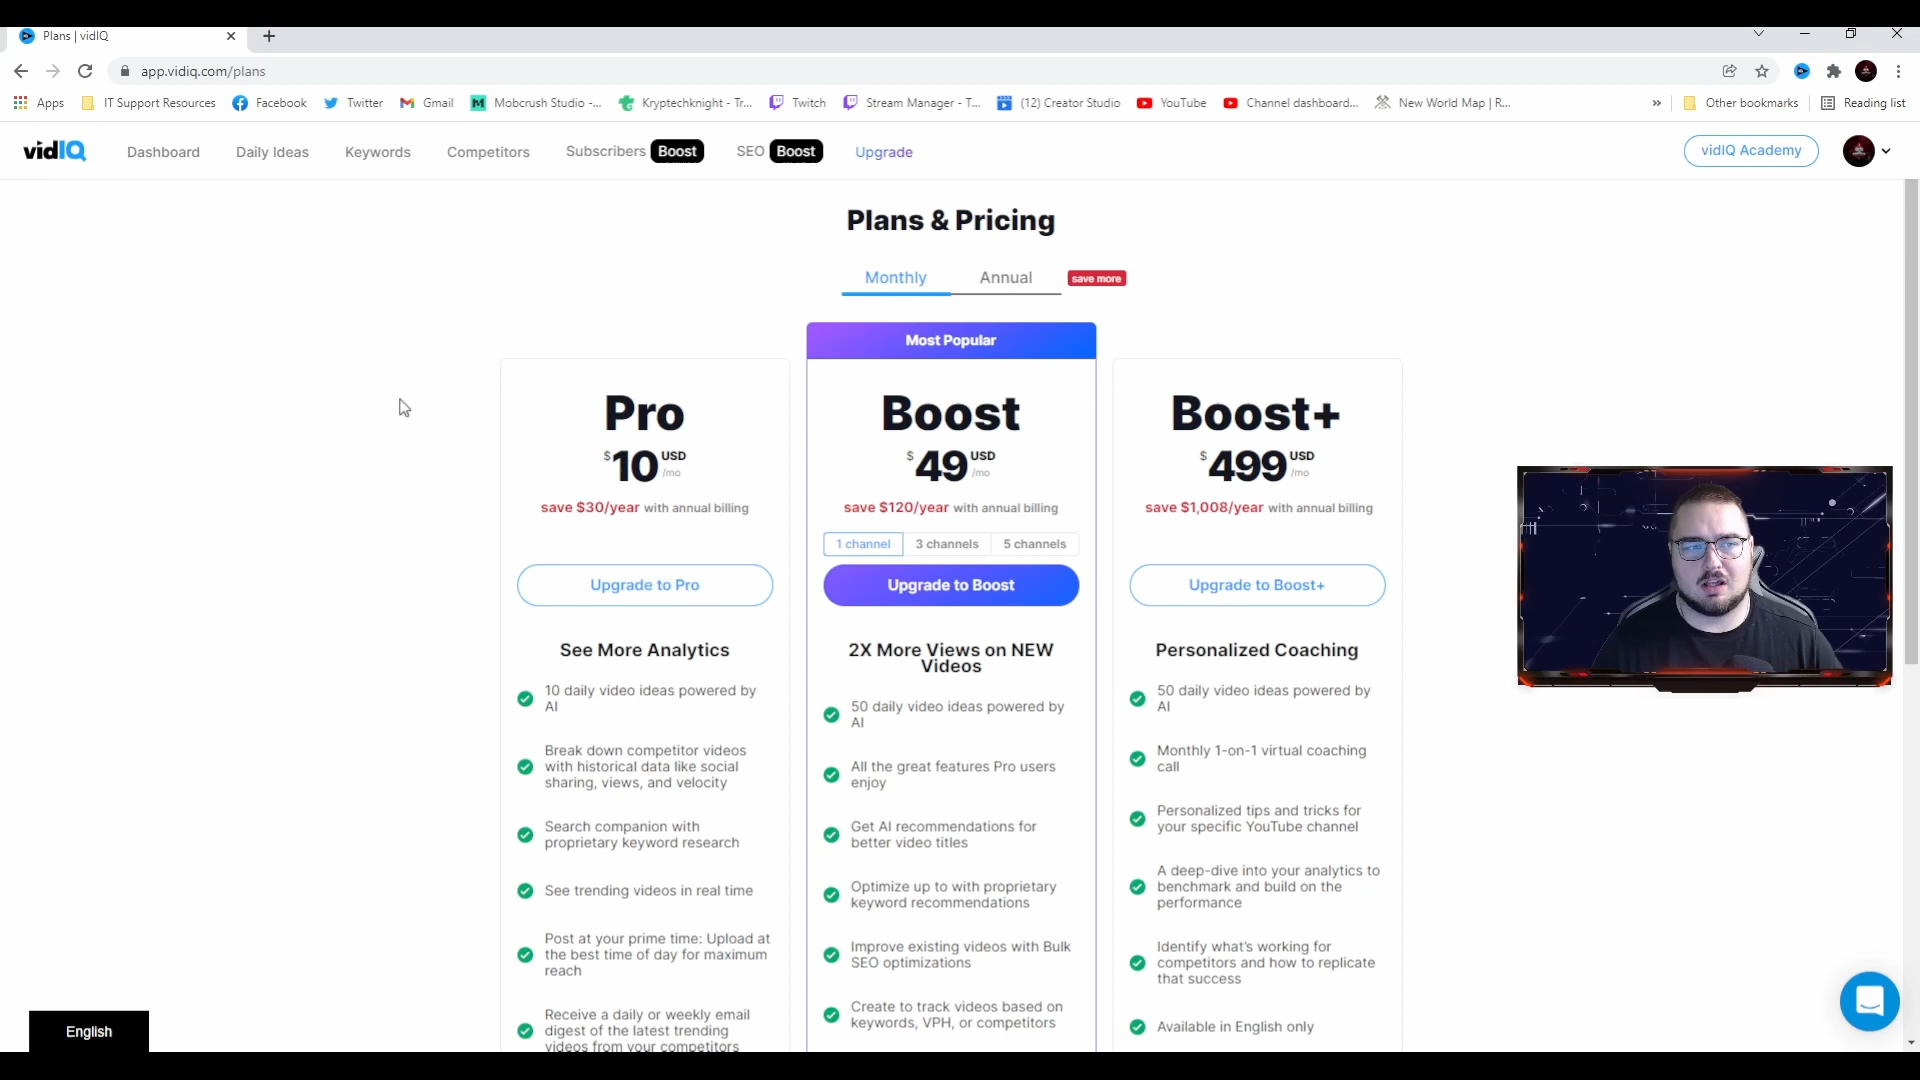 Plans | vidIQ
app.vidiq.com/plans
Apps
IT Support Resources
Facebook
Twitter
Gmail
Mobcrush Studio -...
Kryptechknight - Tr...
Twitch
Stream Manager - T...
(12) Creator Studio
YouTube
Channel dashboard...
New World Map | R...
»
Other bookmarks
Reading list
vidIQ
Dashboard
Daily Ideas
Keywords
Competitors
Subscribers Boost
SEO Boost
Upgrade
vidIQ Academy
Plans & Pricing
Monthly
Annual
save more
Most Popular
Pro
$10 USD /mo
save $30/year with annual billing
Upgrade to Pro
See More Analytics
10 daily video ideas powered by
AI
Break down competitor videos
with historical data like social
sharing, views, and velocity
Search companion with
proprietary keyword research
See trending videos in real time
Post at your prime time: Upload at
the best time of day for maximum
reach
Receive a daily or weekly email
digest of the latest trending
videos from your competitors
Boost
$49 USD /mo
save $120/year with annual billing
1 channel
3 channels
5 channels
Upgrade to Boost
2X More Views on NEW
Videos
50 daily video ideas powered by
AI
All the great features Pro users
enjoy
Get AI recommendations for
better video titles
Optimize up to with proprietary
keyword recommendations
Improve existing videos with Bulk
SEO optimizations
Create to track videos based on
keywords, VPH, or competitors
Boost+
$499 USD /mo
save $1,008/year with annual billing
Upgrade to Boost+
Personalized Coaching
50 daily video ideas powered by
AI
Monthly 1-on-1 virtual coaching
call
Personalized tips and tricks for
your specific YouTube channel
A deep-dive into your analytics to
benchmark and build on the
performance
Identify what's working for
competitors and how to replicate
that success
Available in English only
English